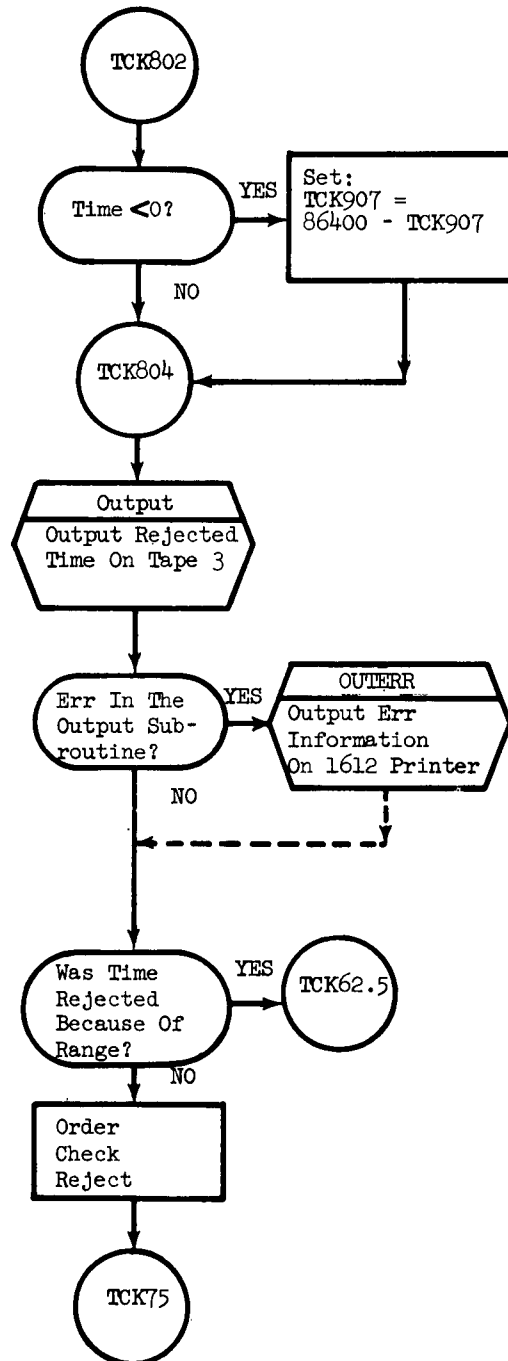 TCK802
Time <0?
YES
Set:
TCK907 =
86400 - TCK907
NO
TCK804
Output
Output Rejected
Time On Tape 3
Err In The
Output Sub-
routine?
YES
OUTERR
Output Err
Information
On 1612 Printer
NO
Was Time
Rejected
Because Of
Range?
YES
TCK62.5
NO
Order
Check
Reject
TCK75